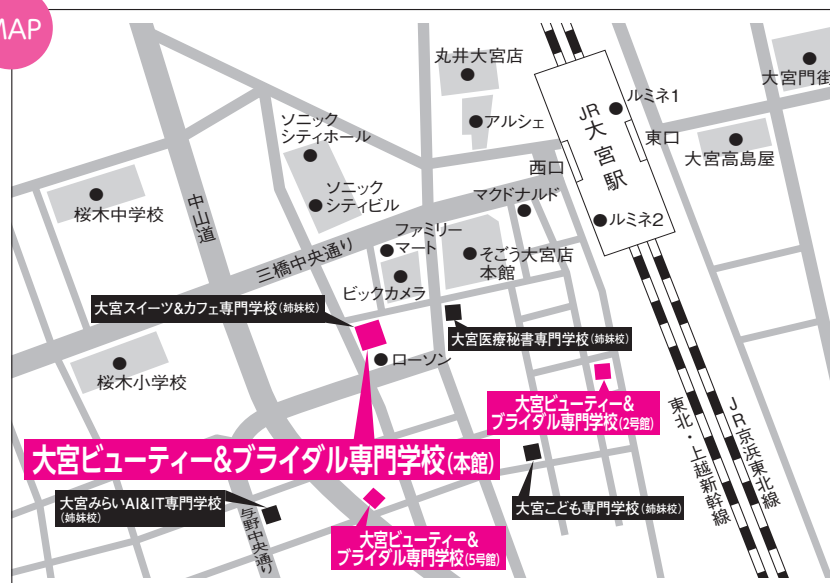 MAP
丸井大宮店
アルシェ
JR大宮駅
ルミネ1
東口
西口
ルミネ2
大宮門街
大宮高島屋
ソニック
シティホール
ソニック
シティビル
桜木中学校
中山道
三橋中央通り
ファミリー
マート
ビックカメラ
マクドナルド
そごう大宮店
本館
大宮スイーツ&カフェ専門学校(姉妹校)
大宮医療秘書専門学校(姉妹校)
ローソン
桜木小学校
大宮ビューティー&
ブライダル専門学校(2号館)
大宮ビューティー&ブライダル専門学校(本館)
大宮みらいAI&IT専門学校
(姉妹校)
与野中央通り
大宮ビューティー&
ブライダル専門学校(5号館)
大宮こども専門学校(姉妹校)
東北・上越新幹線
JR京浜東北線